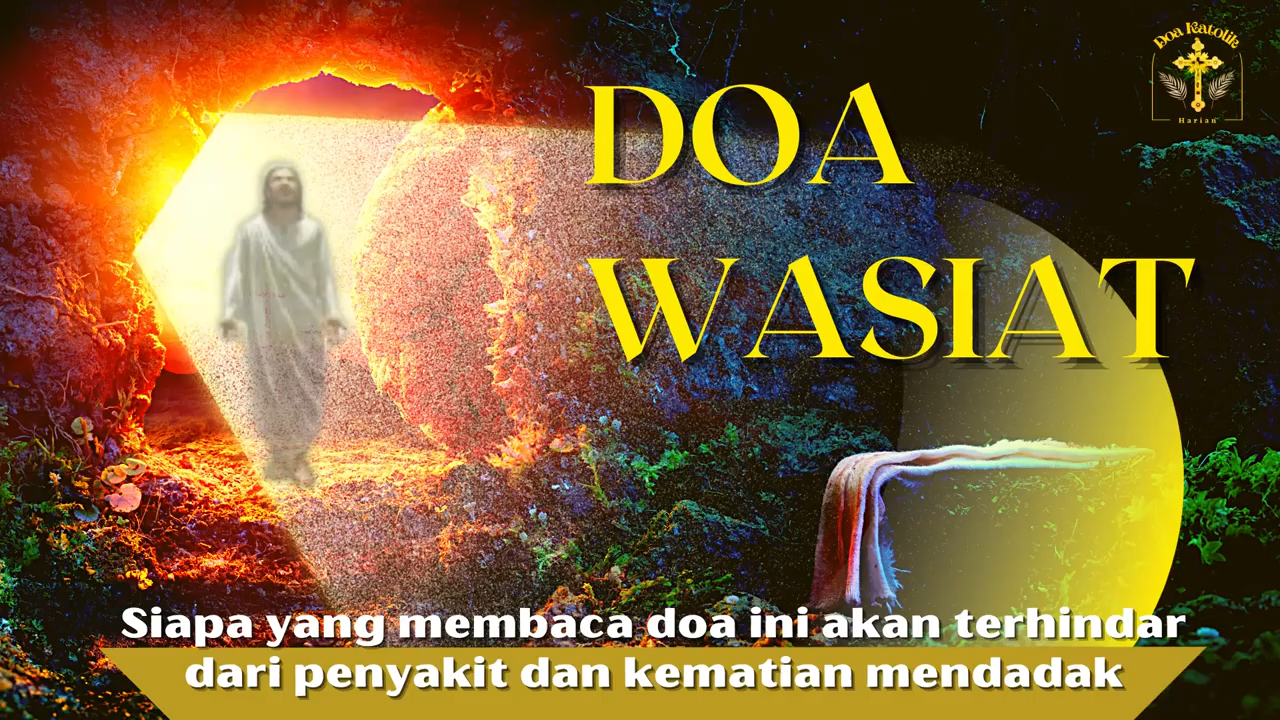 Doa Katolik
Harian
DOA
WASIAT
Siapa yang membaca doa ini akan terhindar
dari penyakit dan kematian mendadak